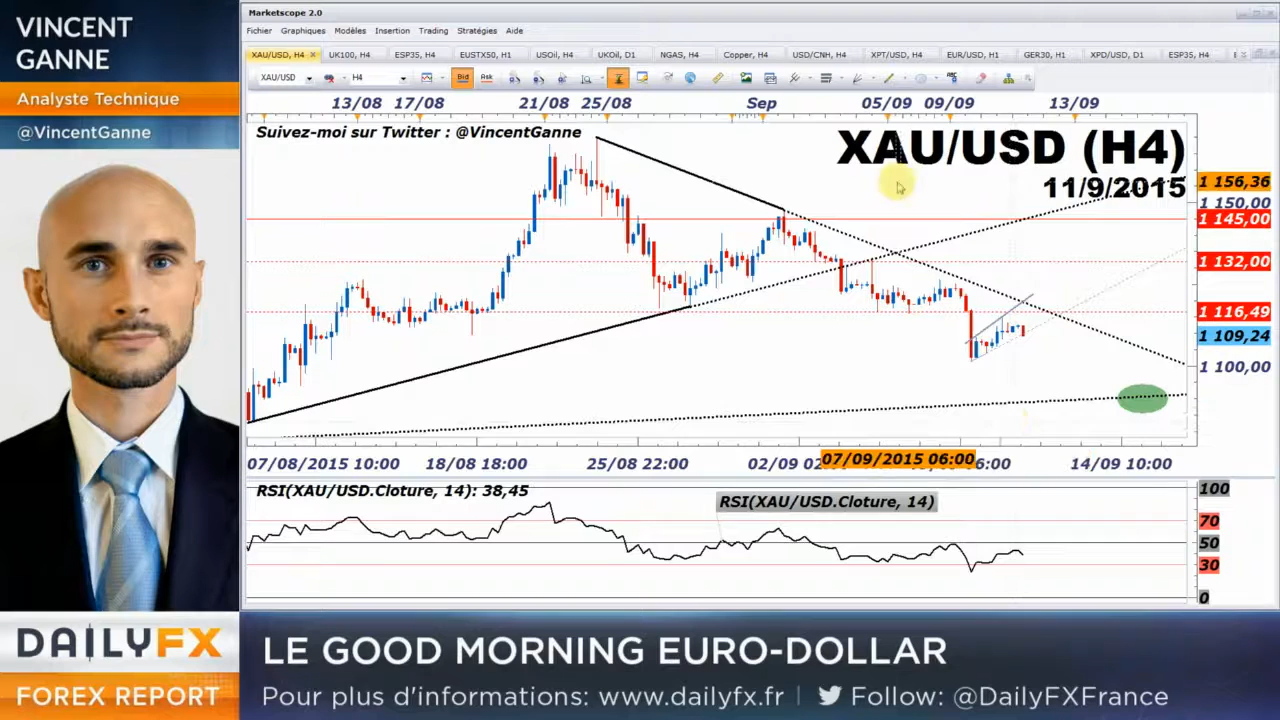 VINCENT
GANNE
Analyste Technique
@VincentGanne
Marketscope 2.0
Fichier Graphiques Modèles Insertion Trading Stratégies Aide
XAU/USD, H4 UK100, H4 ESP35, H4 EUSTX50, H1 USOil, H4 UKOil, D1 NGAS, H4 Copper, H4 USD/CNH, H4 XPT/USD, H4 EUR/USD, H1 GER30, H1 XPD/USD, D1 ESP35, H4
XAU/USD H4 Bid Ask
13/08 17/08 21/08 25/08 Sep 05/09 09/09 13/09
Suivez-moi sur Twitter : @VincentGanne
XAU/USD (H4)
11/9/2015
1 156,36
1 150,00
1 145,00
1 132,00
1 116,49
1 109,24
1 100,00
07/08/2015 10:00 18/08 18:00 25/08 22:00 02/09 07/09/2015 06:00 14/09 10:00
RSI(XAU/USD.Cloture, 14): 38,45
RSI(XAU/USD.Cloture, 14)
100
70
50
30
0
DAILYFX
FOREX REPORT
LE GOOD MORNING EURO-DOLLAR
Pour plus d'informations: www.dailyfx.fr | Follow: @DailyFXFrance